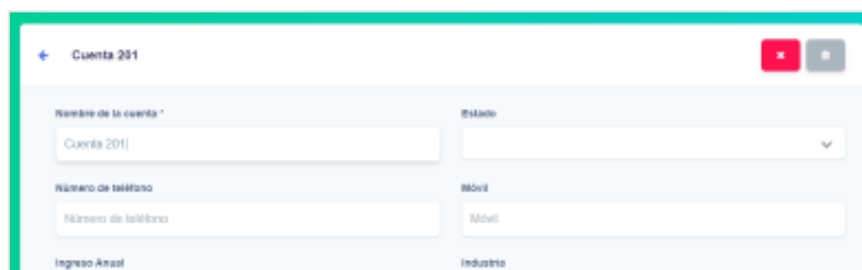 Cuenta 201
Nombre de la cuenta *
Estado
Cuenta 201
Número de teléfono
Móvil
Número de teléfono
Móvil
Ingreso Anual
Industria